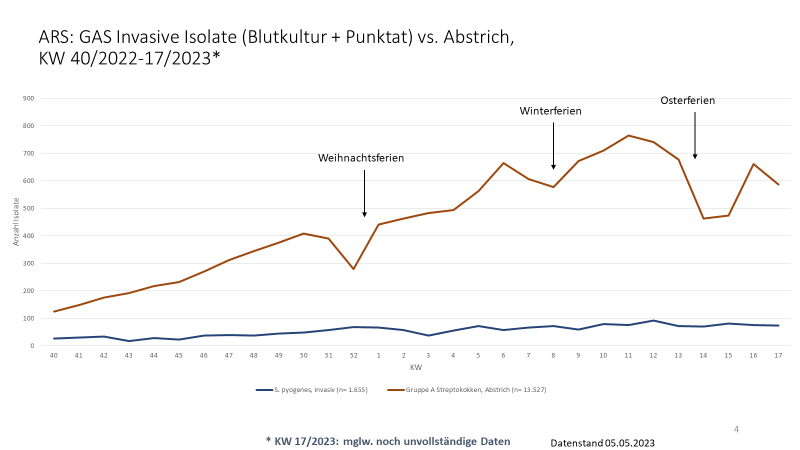 ARS: GAS Invasive Isolate (Blutkultur + Punktat) vs. Abstrich,
KW 40/2022-17/2023*
900
800
700
600
500
400
300
200
100
0
Anzahl Isolate
Weihnachtsferien
Winterferien
Osterferien
40 41 42 43 44 45 46 47 48 49 50 51 52 1 2 3 4 5 6 7 8 9 10 11 12 13 14 15 16 17
KW
S. pyogenes, invasiv (n= 1.655) Gruppe A Streptokokken, Abstrich (n= 13.527)
4
* KW 17/2023: mglw. noch unvollständige Daten
Datenstand 05.05.2023